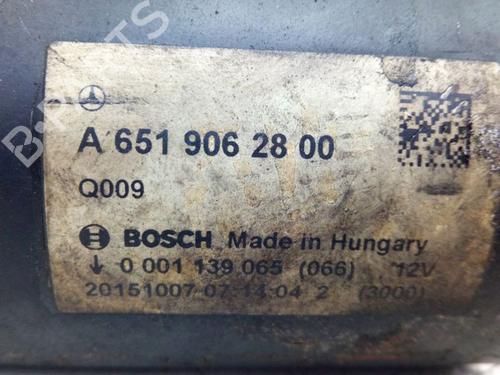 A 651 906 28 00
Q009
BOSCH Made in Hungary
↓ 0 001 139 065 (066) 12V
20151007 07:14:04 2 (3000)
B-PARTS